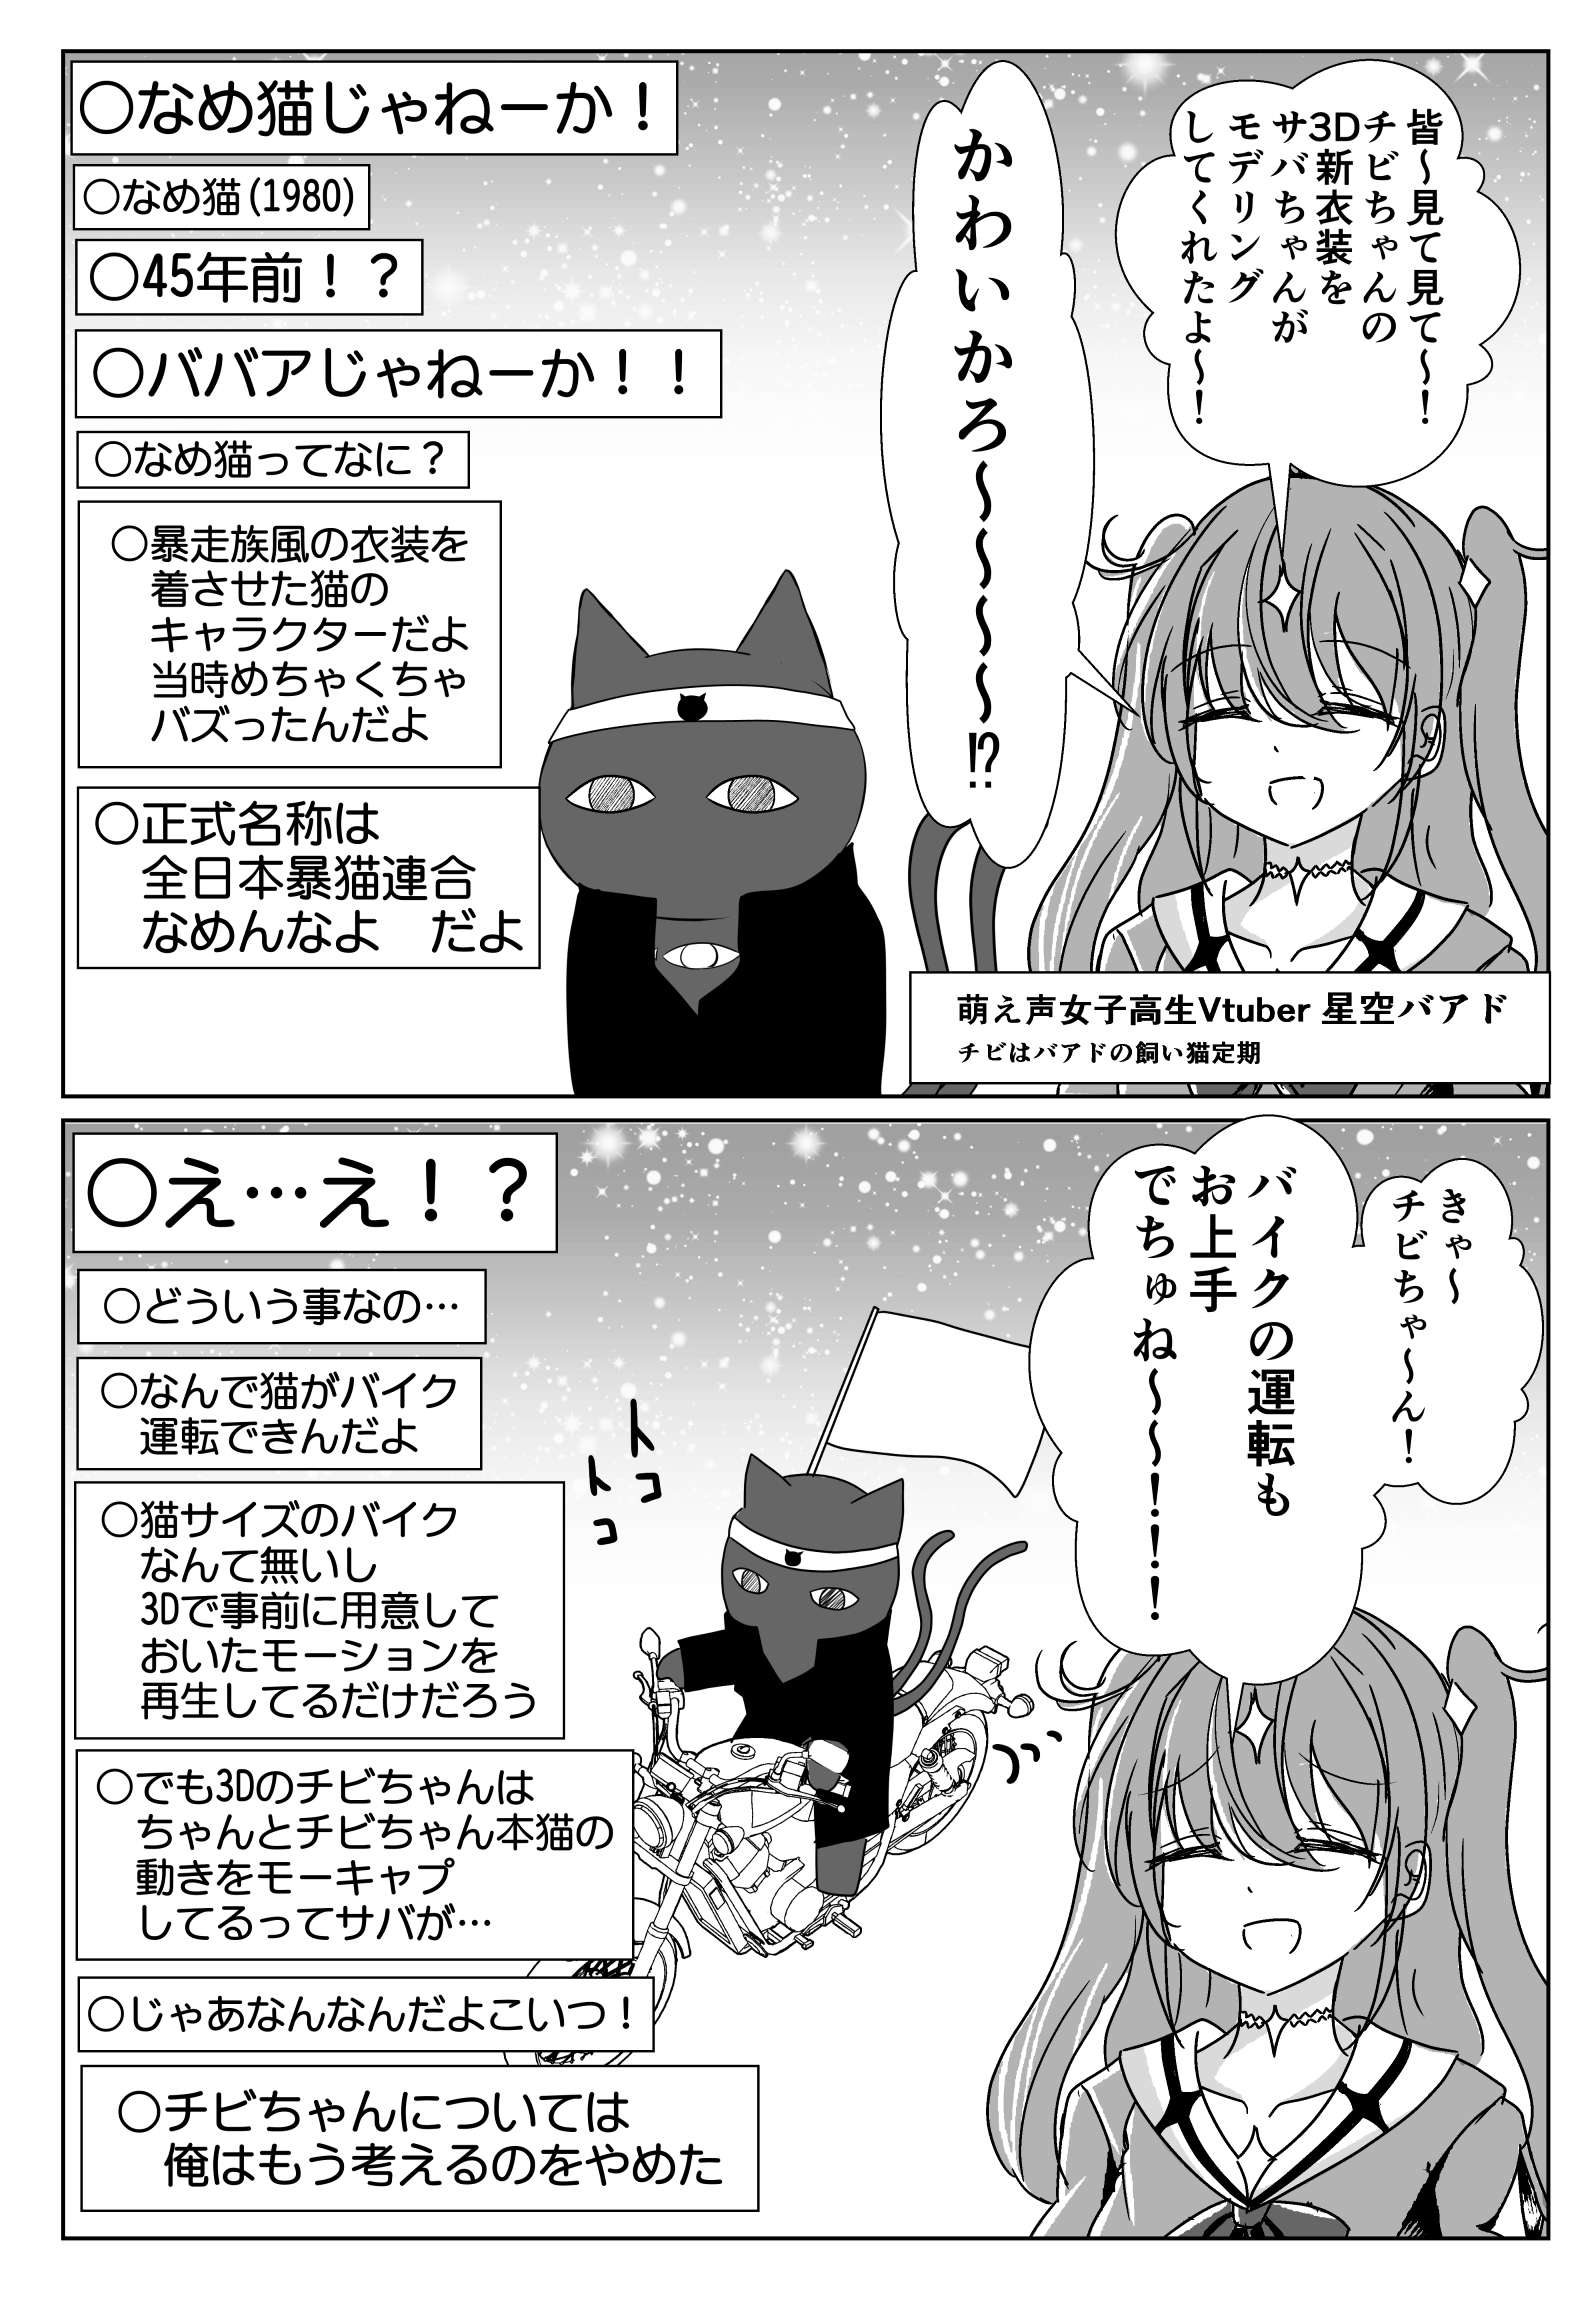 皆～見て見て～！
チビちゃんの
3D新衣装を
サバちゃんが
モデリング
してくれたよ～！
かわいかろ～～～～～⁉
○なめ猫じゃねーか！
○なめ猫(1980)
○45年前！？
○ババアじゃねーか！！
○なめ猫ってなに？
○暴走族風の衣装を
着させた猫の
キャラクターだよ
当時めちゃくちゃ
バズったんだよ
○正式名称は
全日本暴猫連合
なめんなよ　だよ
萌え声女子高生Vtuber 星空バアド
チビはバアドの飼い猫定期
きゃ～
チビちゃ～ん！
バイクの運転も
お上手
でちゅね～～！！！
○え…え！？
○どういう事なの…
○なんで猫がバイク
運転できんだよ
トコ
トコ
○猫サイズのバイク
なんて無いし
3Dで事前に用意して
おいたモーションを
再生してるだけだろう
○でも3Dのチビちゃんは
ちゃんとチビちゃん本猫の
動きをモーキャプ
してるってサバが…
○じゃあなんなんだよこいつ！
○チビちゃんについては
俺はもう考えるのをやめた